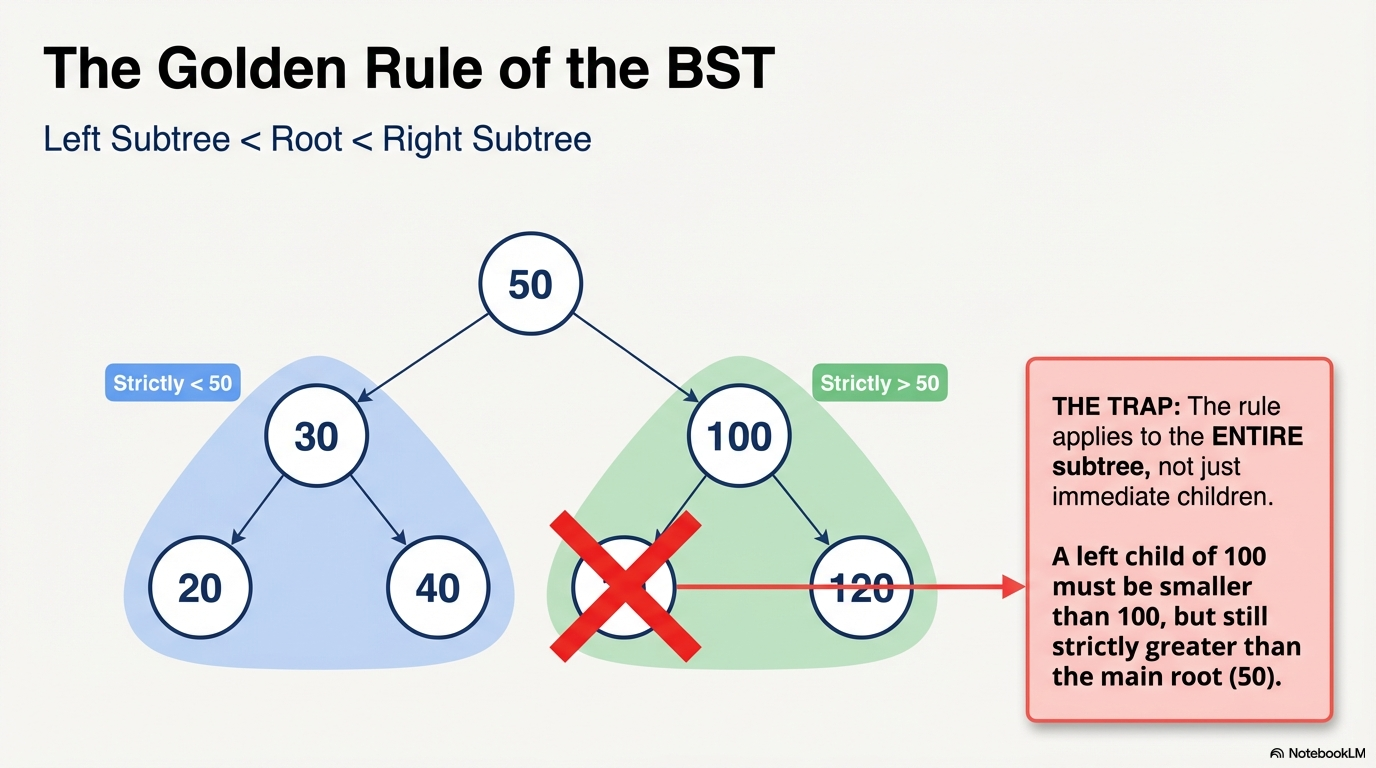 The Golden Rule of the BST
Left Subtree < Root < Right Subtree
50
Strictly < 50
Strictly > 50
30
100
20
40
120
THE TRAP: The rule
applies to the ENTIRE
subtree, not just
immediate children.
A left child of 100
must be smaller
than 100, but still
strictly greater than
the main root (50).
NotebookLM